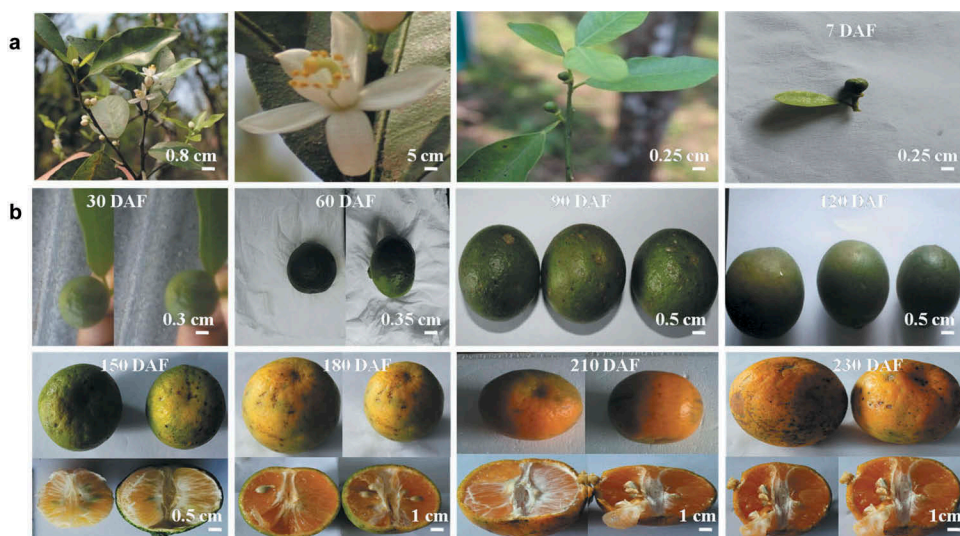 a
0.8 cm
5 cm
0.25 cm
7 DAF
0.25 cm
b
30 DAF
0.3 cm
60 DAF
0.35 cm
90 DAF
0.5 cm
120 DAF
0.5 cm
150 DAF
0.5 cm
180 DAF
1 cm
210 DAF
1 cm
230 DAF
1cm